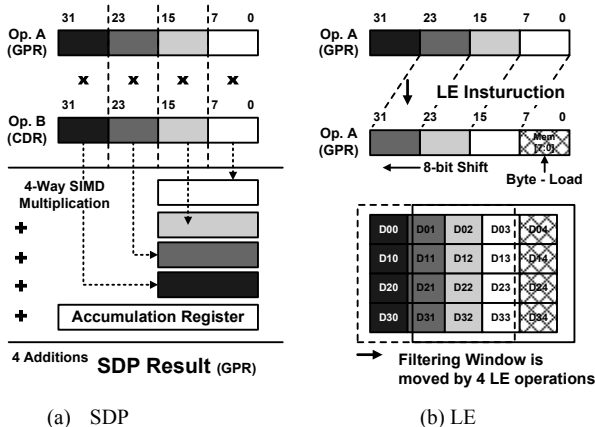 31 23 15 7 0
Op. A
(GPR)
x x x x
31 23 15 7 0
Op. B
(CDR)
4-Way SIMD
Multiplication
+
+
+
+
Accumulation Register
4 Additions SDP Result (GPR)
(a) SDP
31 23 15 7 0
Op. A
(GPR)
LE Insturuction
31 23 15 7 0
Op. A
(GPR)
Mem
[7:0]
8-bit Shift
Byte - Load
D00 D01 D02 D03 D04
D10 D11 D12 D13 D14
D20 D21 D22 D23 D24
D30 D31 D32 D33 D34
Filtering Window is
moved by 4 LE operations
(b) LE